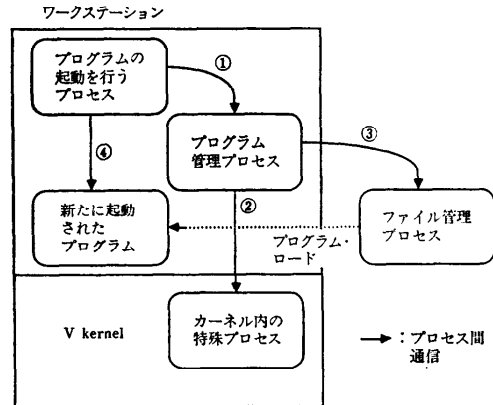 ワークステーション
プログラムの
起動を行う
プロセス
①
プログラム
管理プロセス
③
④
②
新たに起動
された
プログラム
ファイル管理
プロセス
プログラム・
ロード
V kernel
カーネル内の
特殊プロセス
→：プロセス間
通信